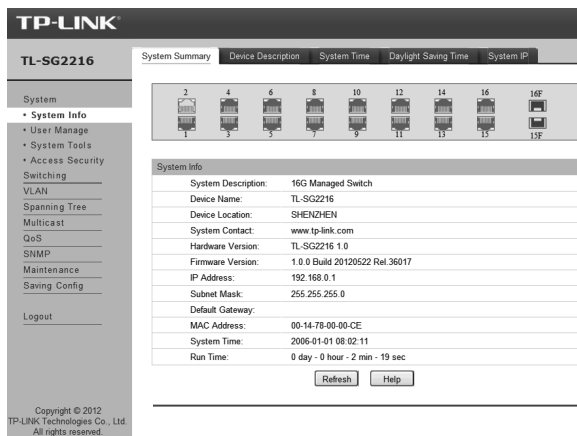 TP-LINK®
TL-SG2216
System Summary Device Description System Time Daylight Saving Time System IP
System
• System Info
• User Manage
• System Tools
• Access Security
Switching
VLAN
Spanning Tree
Multicast
QoS
SNMP
Maintenance
Saving Config
Logout
2 4 6 8 10 12 14 16 16F
1 3 5 7 9 11 13 15 15F
System Info
System Description: 16G Managed Switch
Device Name: TL-SG2216
Device Location: SHENZHEN
System Contact: www.tp-link.com
Hardware Version: TL-SG2216 1.0
Firmware Version: 1.0.0 Build 20120522 Rel.36017
IP Address: 192.168.0.1
Subnet Mask: 255.255.255.0
Default Gateway:
MAC Address: 00-14-78-00-00-CE
System Time: 2006-01-01 08:02:11
Run Time: 0 day - 0 hour - 2 min - 19 sec
Refresh Help
Copyright © 2012
TP-LINK Technologies Co., Ltd.
All rights reserved.